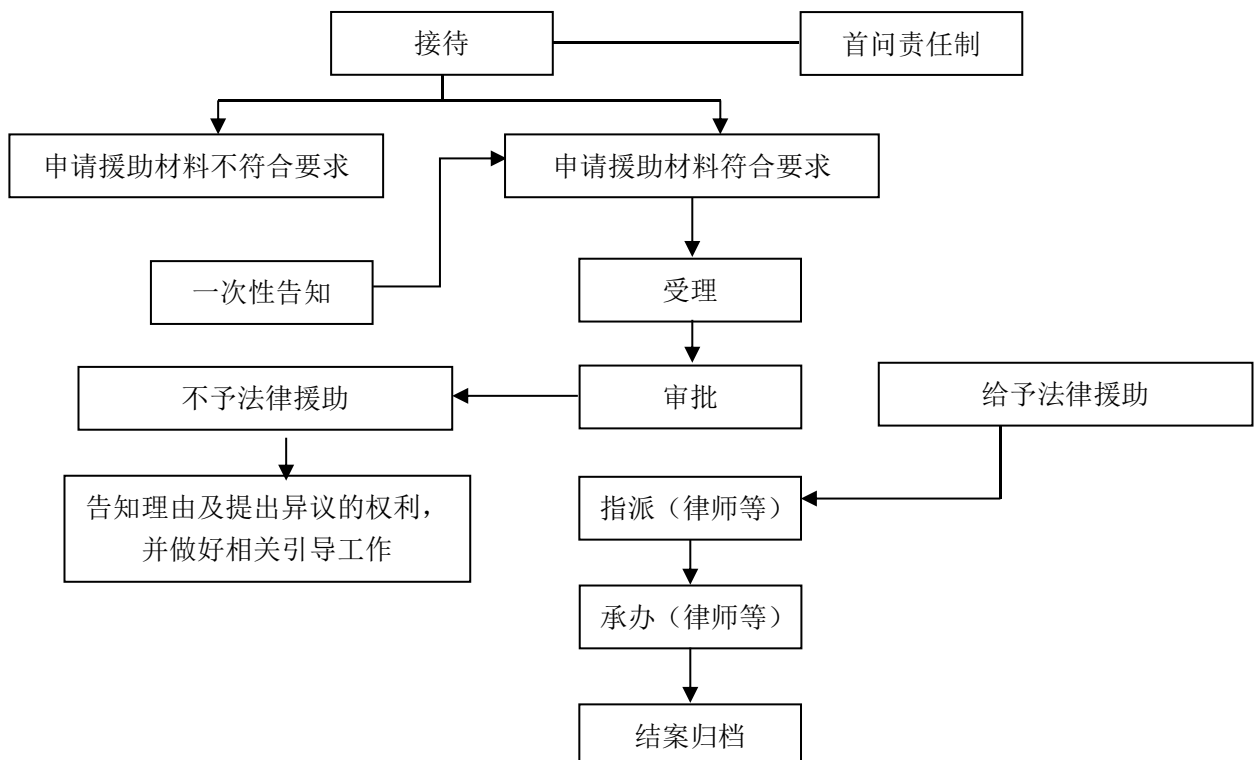 接待
首问责任制
申请援助材料不符合要求
申请援助材料符合要求
一次性告知
受理
不予法律援助
审批
给予法律援助
告知理由及提出异议的权利，
并做好相关引导工作
指派（律师等）
承办（律师等）
结案归档